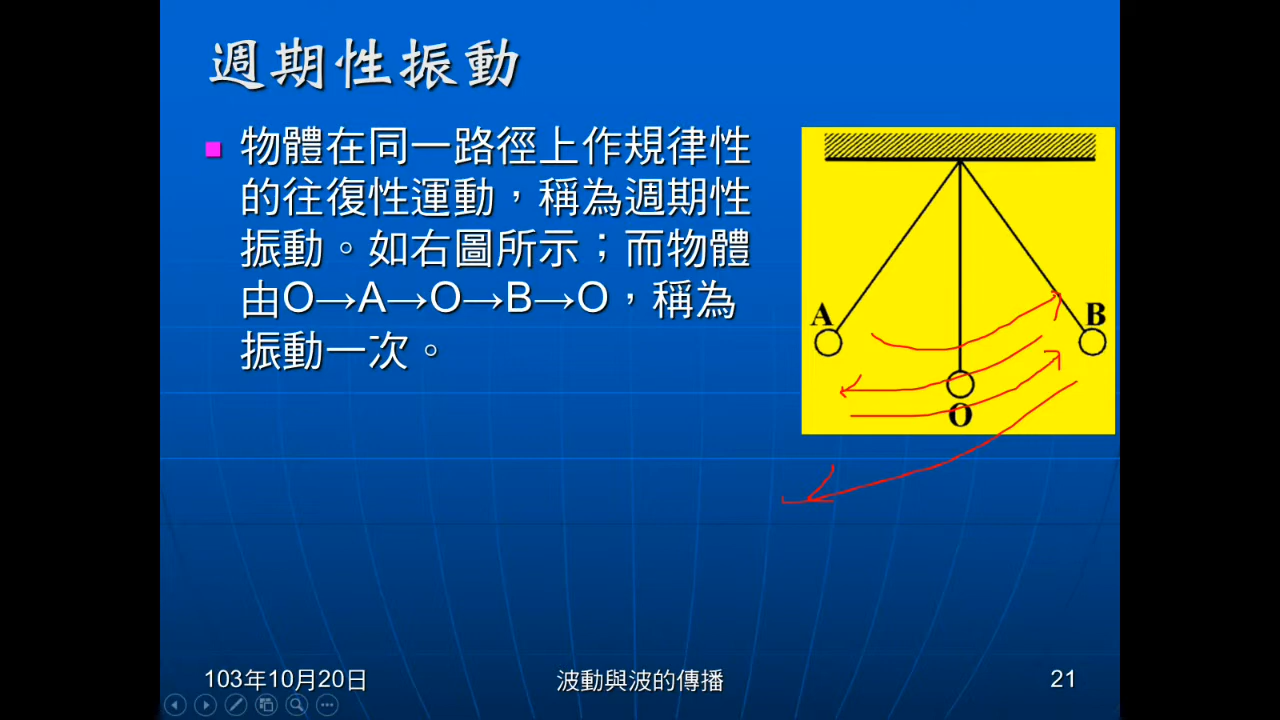 週期性振動
物體在同一路徑上作規律性
的往復性運動，稱為週期性
振動。如右圖所示；而物體
由O→A→O→B→O，稱為
振動一次。
A
B
O
103年10月20日
波動與波的傳播
21